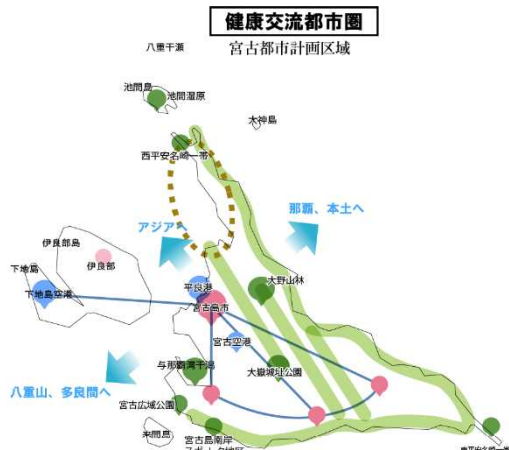 健康交流都市圏
宮古都市計画区域
八重干瀬
池間島
池間湿原
大神島
西平安名崎一帯
那覇、本土へ
アジアへ
伊良部島
伊良部
下地島
下地島空港
平良港
大野山林
宮古島市
宮古空港
与那覇湾干潟
大嶽城址公園
八重山、多良間へ
宮古広域公園
来間島
宮古島南岸